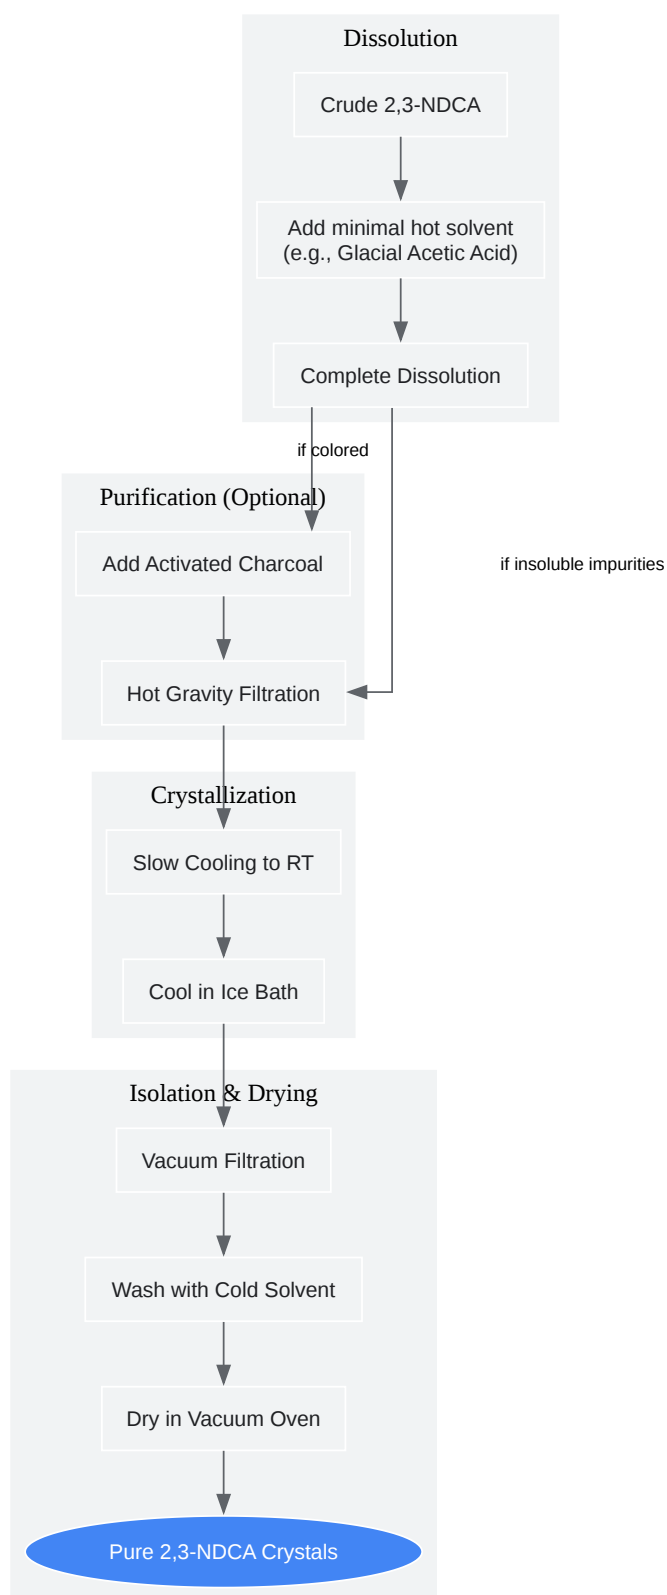 Dissolution
Crude 2,3-NDCA
Add minimal hot solvent
(e.g., Glacial Acetic Acid)
Complete Dissolution
if colored
Purification (Optional)
Add Activated Charcoal
if insoluble impurities
Hot Gravity Filtration
Crystallization
Slow Cooling to RT
Cool in Ice Bath
Isolation & Drying
Vacuum Filtration
Wash with Cold Solvent
Dry in Vacuum Oven
Pure 2,3-NDCA Crystals